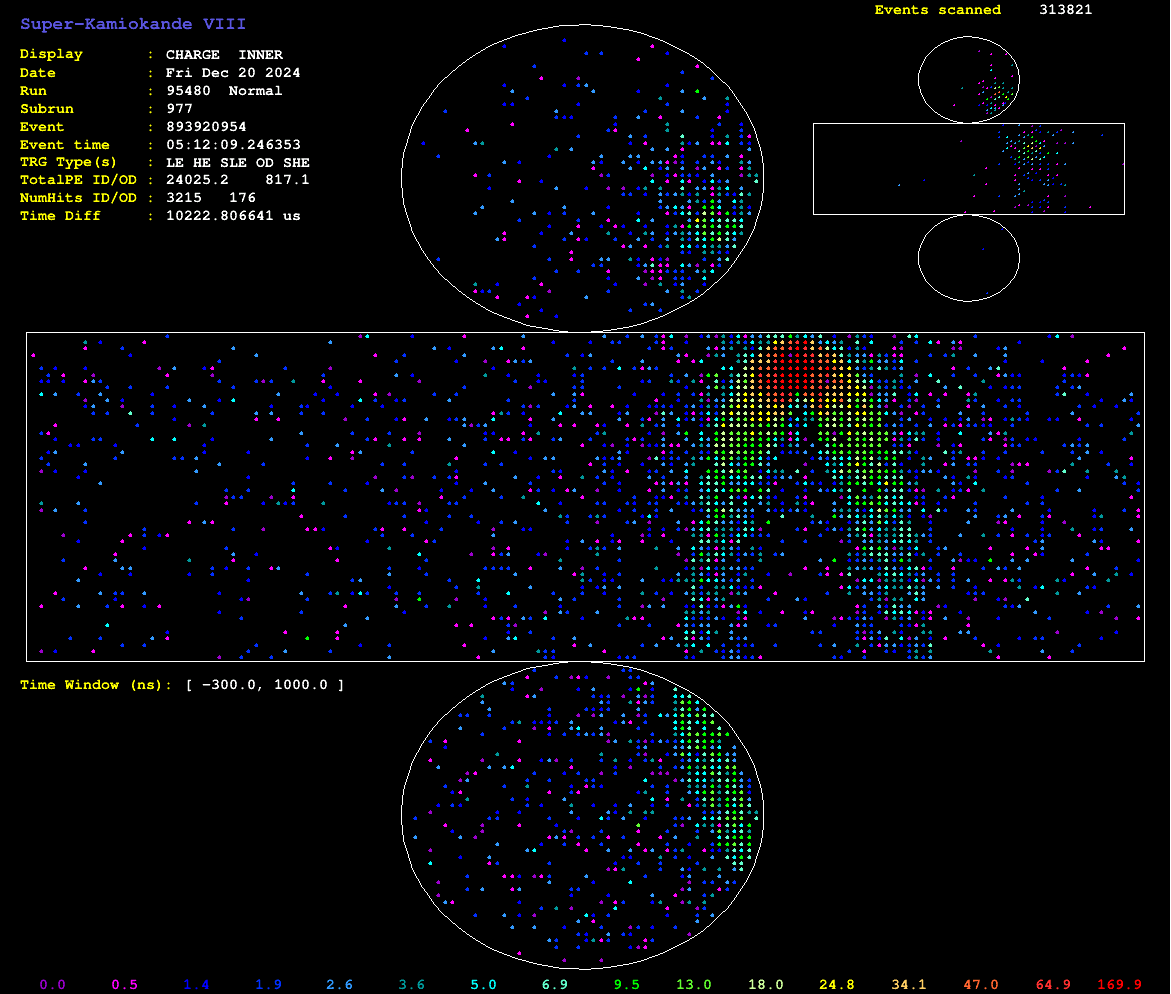 Super-Kamiokande VIII
Events scanned 313821
Display : CHARGE INNER
Date : Fri Dec 20 2024
Run : 95480 Normal
Subrun : 977
Event : 893920954
Event time : 05:12:09.246353
TRG Type(s) : LE HE SLE OD SHE
TotalPE ID/OD : 24025.2 817.1
NumHits ID/OD : 3215 176
Time Diff : 10222.806641 us
Time Window (ns): [ −300.0, 1000.0 ]
0.0 0.5 1.4 1.9 2.6 3.6 5.0 6.9 9.5 13.0 18.0 24.8 34.1 47.0 64.9 169.9